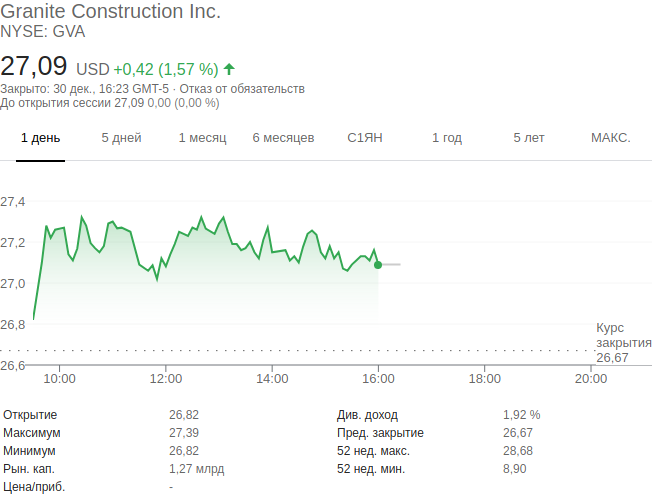 Granite Construction Inc.
NYSE: GVA
27,09 USD +0,42 (1,57 %)
Закрыто: 30 дек., 16:23 GMT-5 · Отказ от обязательств
До открытия сессии 27,09 0,00 (0,00 %)
1 день 5 дней 1 месяц 6 месяцев С1ЯН 1 год 5 лет МАКС.
27,4
27,2
27,0
26,8
26,6
Курс
закрытия
26,67
10:00 12:00 14:00 16:00 18:00 20:00
Открытие 26,82 Див. доход 1,92 %
Максимум 27,39 Пред. закрытие 26,67
Минимум 26,82 52 нед. макс. 28,68
Рын. кап. 1,27 млрд 52 нед. мин. 8,90
Цена/приб. -